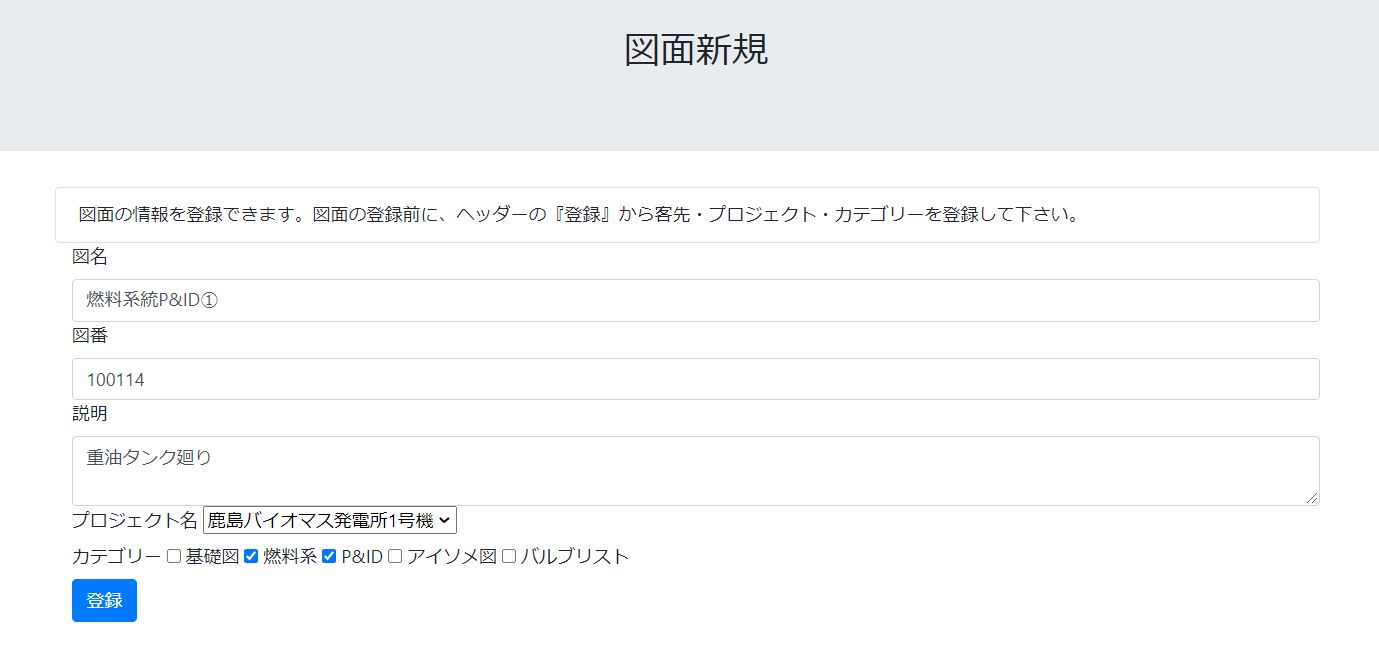 図面新規
図面の情報を登録できます。図面の登録前に、ヘッダーの『登録』から客先・プロジェクト・カテゴリーを登録して下さい。
図名
燃料系統P&ID①
図番
100114
説明
重油タンク廻り
プロジェクト名 鹿島バイオマス発電所1号機
カテゴリー 基礎図 燃料系 P&ID アイソメ図 バルブリスト
登録